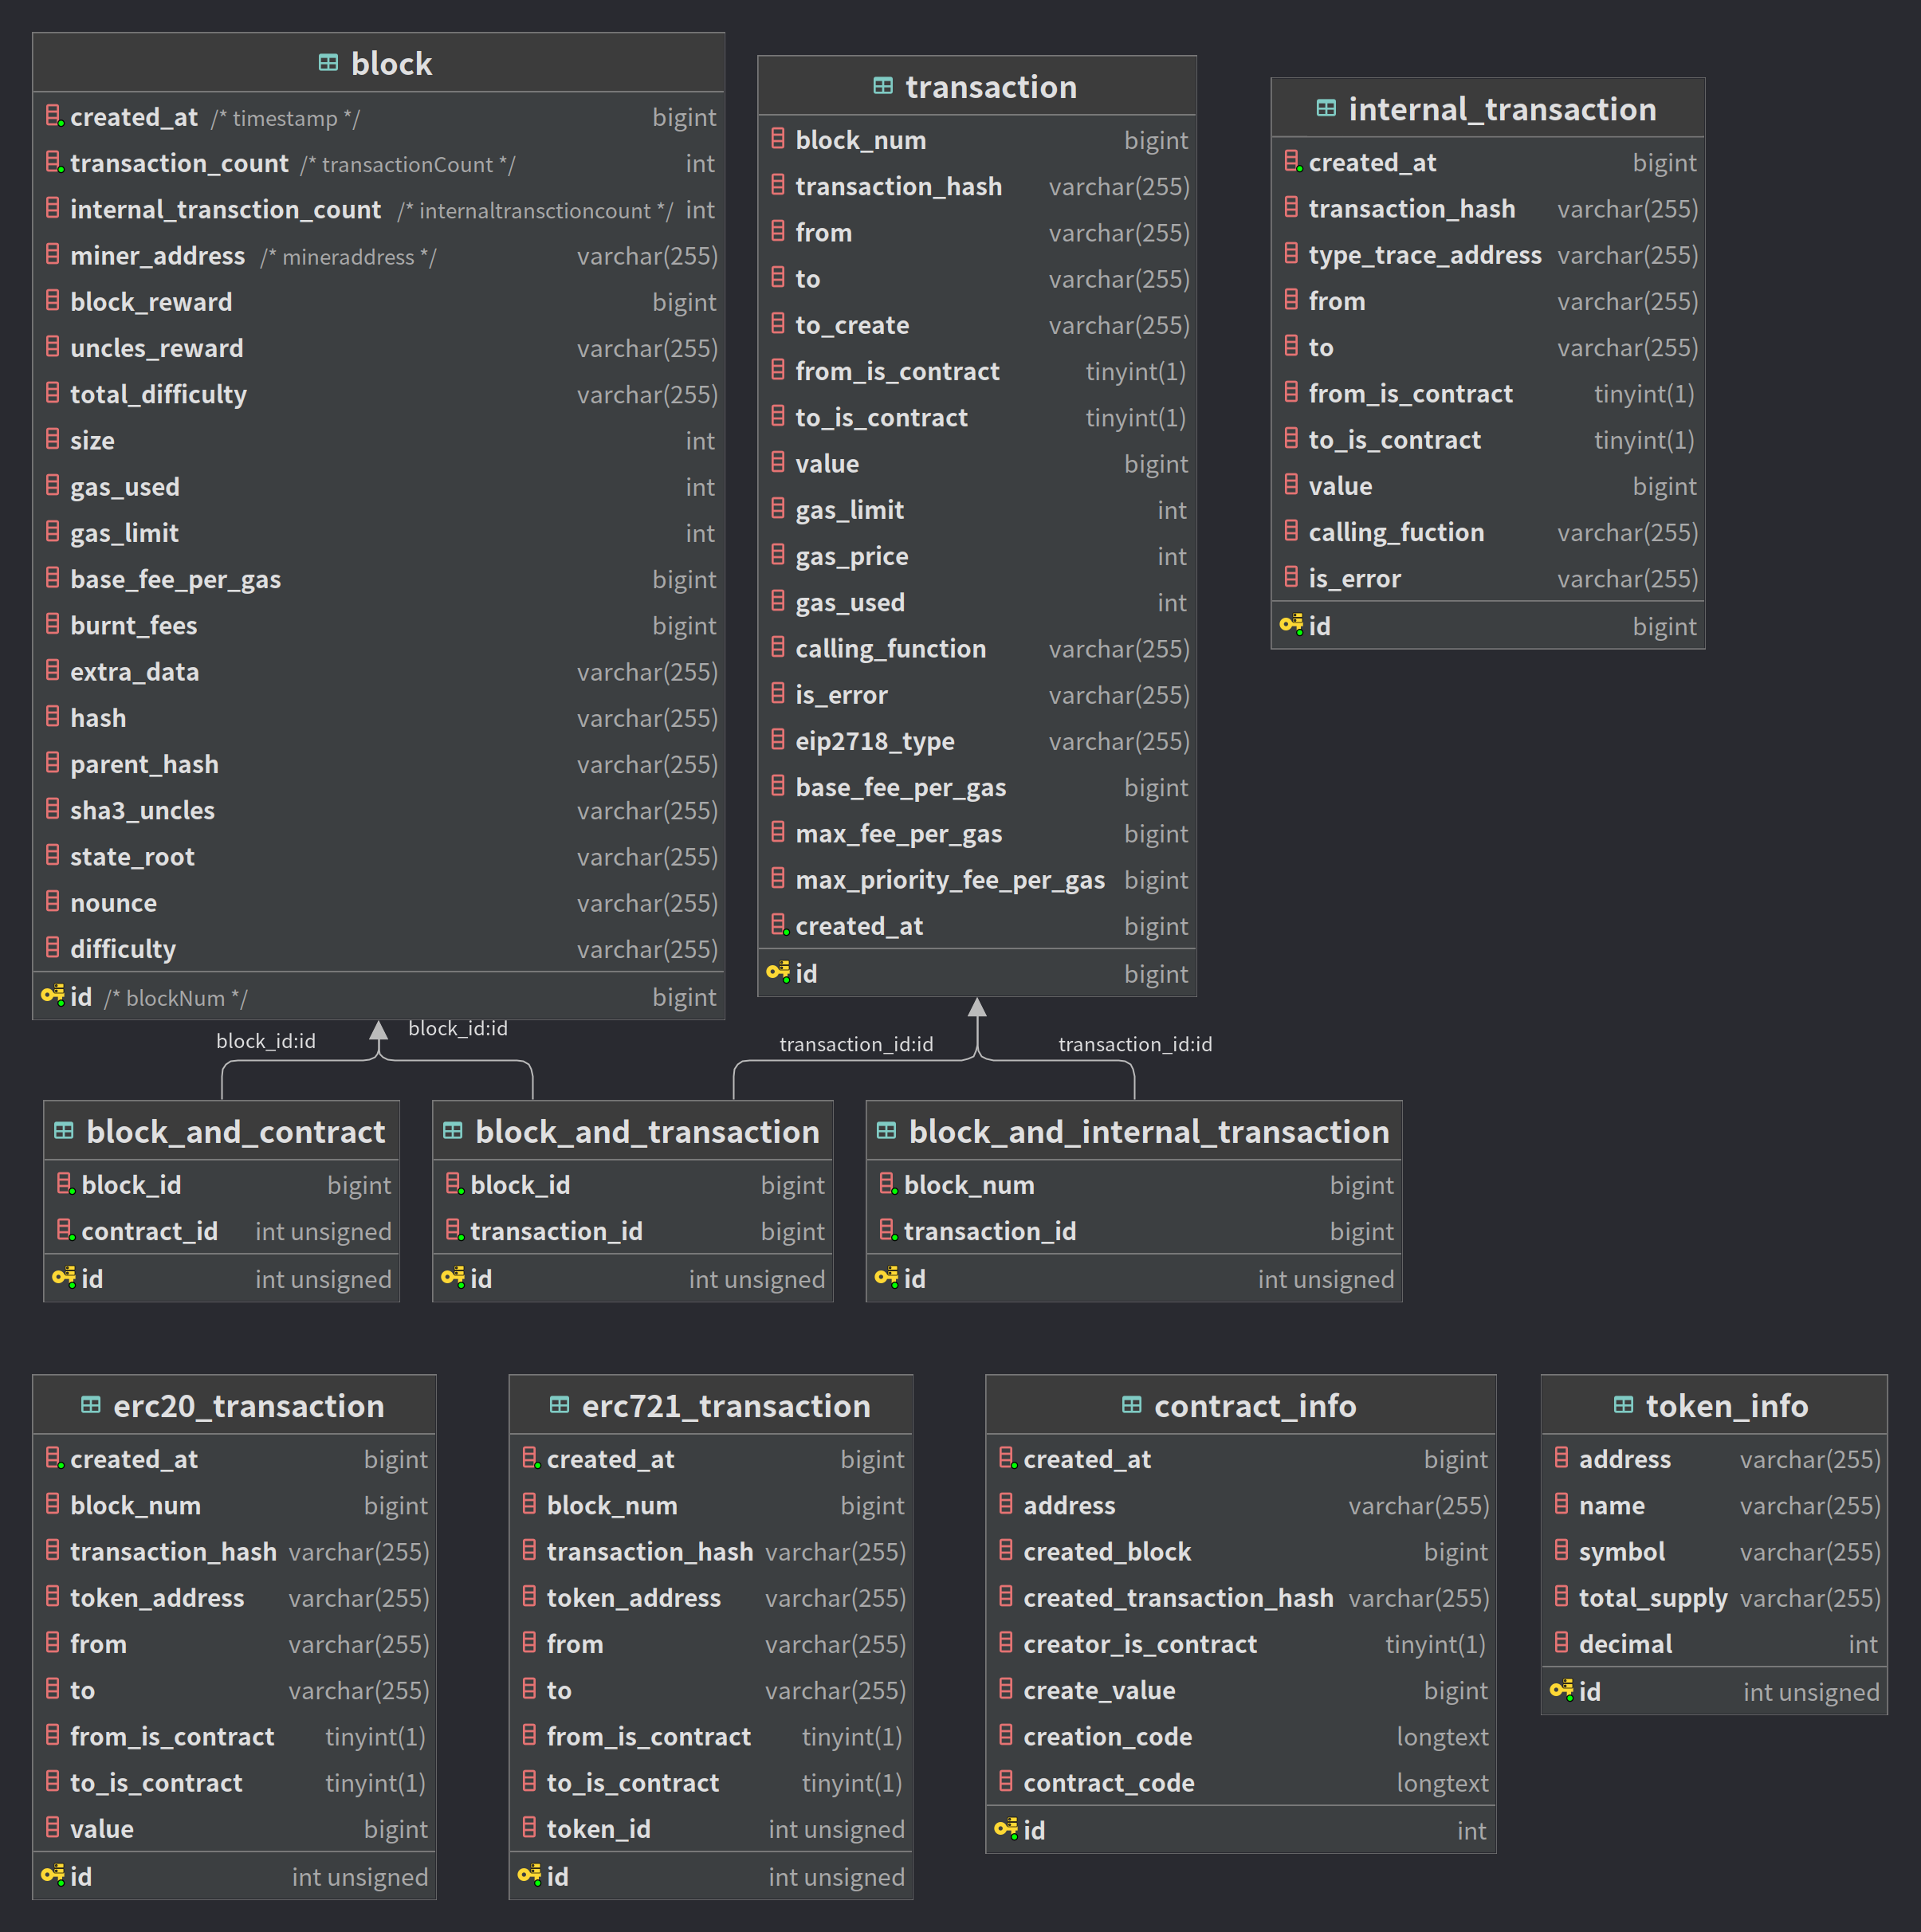 block
created_at /* timestamp */ bigint
transaction_count /* transactionCount */ int
internal_transction_count /* internaltransctioncount */ int
miner_address /* mineraddress */ varchar(255)
block_reward bigint
uncles_reward varchar(255)
total_difficulty varchar(255)
size int
gas_used int
gas_limit int
base_fee_per_gas bigint
burnt_fees bigint
extra_data varchar(255)
hash varchar(255)
parent_hash varchar(255)
sha3_uncles varchar(255)
state_root varchar(255)
nounce varchar(255)
difficulty varchar(255)
id /* blockNum */ bigint
transaction
block_num bigint
transaction_hash varchar(255)
from varchar(255)
to varchar(255)
to_create varchar(255)
from_is_contract tinyint(1)
to_is_contract tinyint(1)
value bigint
gas_limit int
gas_price int
gas_used int
calling_function varchar(255)
is_error varchar(255)
eip2718_type varchar(255)
base_fee_per_gas bigint
max_fee_per_gas bigint
max_priority_fee_per_gas bigint
created_at bigint
id bigint
internal_transaction
created_at bigint
transaction_hash varchar(255)
type_trace_address varchar(255)
from varchar(255)
to varchar(255)
from_is_contract tinyint(1)
to_is_contract tinyint(1)
value bigint
calling_fuction varchar(255)
is_error varchar(255)
id bigint
block_id:id
block_id:id
transaction_id:id
transaction_id:id
block_and_contract
block_id bigint
contract_id int unsigned
id int unsigned
block_and_transaction
block_id bigint
transaction_id bigint
id int unsigned
block_and_internal_transaction
block_num bigint
transaction_id bigint
id int unsigned
erc20_transaction
created_at bigint
block_num bigint
transaction_hash varchar(255)
token_address varchar(255)
from varchar(255)
to varchar(255)
from_is_contract tinyint(1)
to_is_contract tinyint(1)
value bigint
id int unsigned
erc721_transaction
created_at bigint
block_num bigint
transaction_hash varchar(255)
token_address varchar(255)
from varchar(255)
to varchar(255)
from_is_contract tinyint(1)
to_is_contract tinyint(1)
token_id int unsigned
id int unsigned
contract_info
created_at bigint
address varchar(255)
created_block bigint
created_transaction_hash varchar(255)
creator_is_contract tinyint(1)
create_value bigint
creation_code longtext
contract_code longtext
id int
token_info
address varchar(255)
name varchar(255)
symbol varchar(255)
total_supply varchar(255)
decimal int
id int unsigned